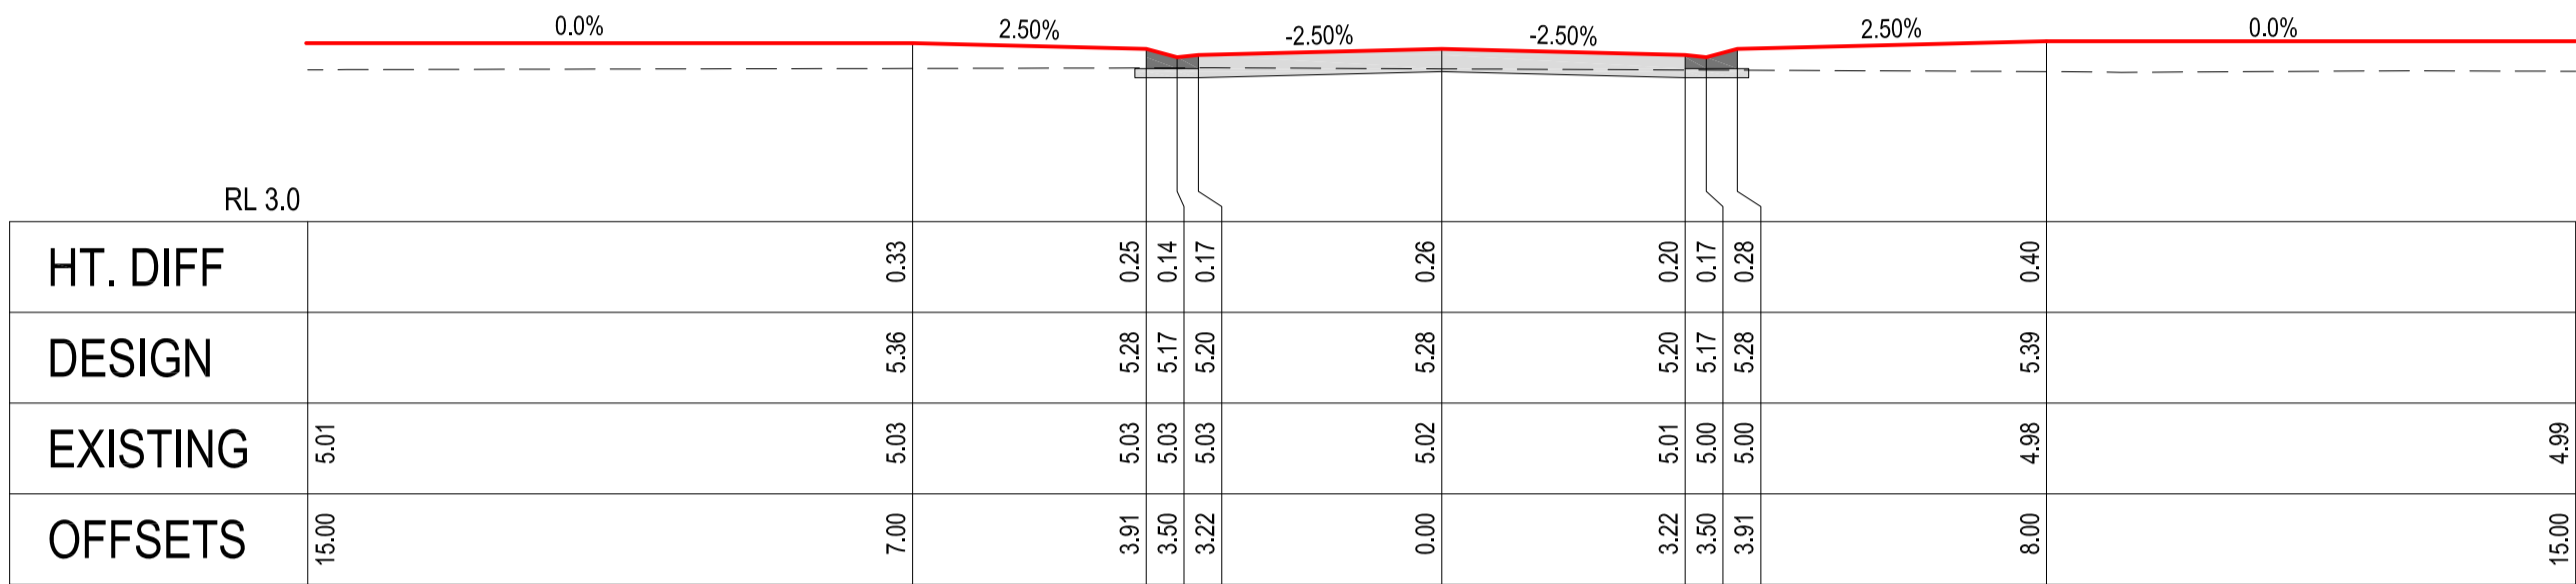 0.0% 2.50% -2.50% -2.50% 2.50% 0.0%
RL 3.0
HT. DIFF 0.33 0.25 0.14 0.17 0.26 0.20 0.17 0.28 0.40
DESIGN 5.36 5.28 5.17 5.20 5.28 5.20 5.17 5.28 5.39
EXISTING 5.01 5.03 5.03 5.03 5.03 5.02 5.01 5.00 5.00 4.98 4.99
OFFSETS 15.00 7.00 3.91 3.50 3.22 0.00 3.22 3.50 3.91 8.00 15.00